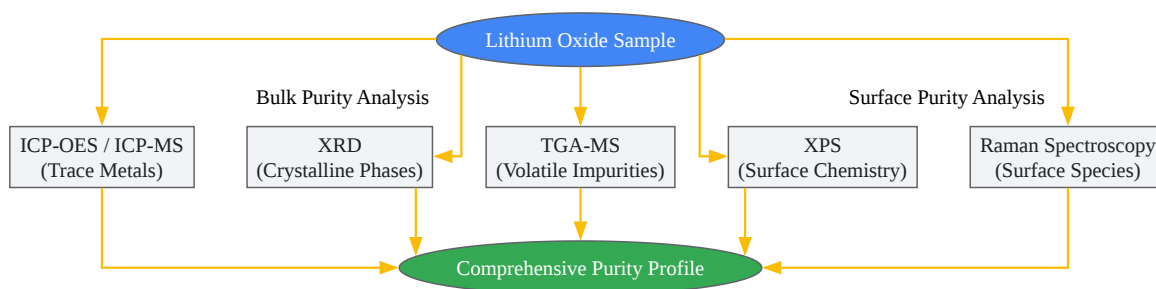 Lithium Oxide Sample
Bulk Purity Analysis
Surface Purity Analysis
ICP-OES / ICP-MS
(Trace Metals)
XRD
(Crystalline Phases)
TGA-MS
(Volatile Impurities)
XPS
(Surface Chemistry)
Raman Spectroscopy
(Surface Species)
Comprehensive Purity Profile